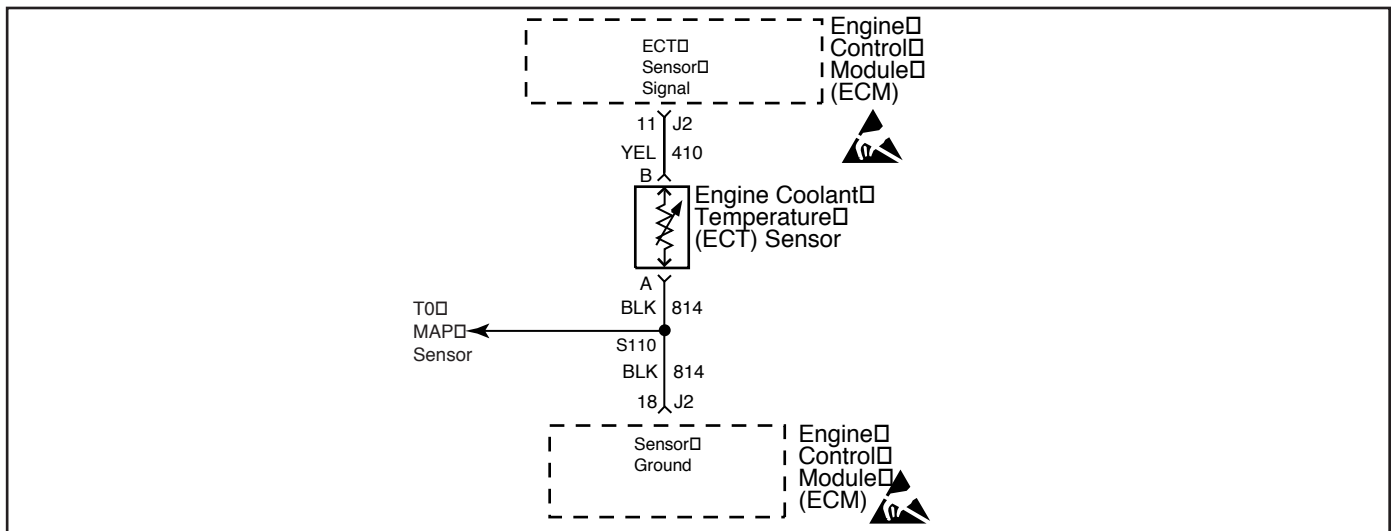 ECT
Sensor
Signal
Engine
Control
Module
(ECM)
11 J2
YEL 410
B
Engine Coolant
Temperature
(ECT) Sensor
A
BLK 814
T0
MAP
Sensor
S110
BLK 814
18 J2
Sensor
Ground
Engine
Control
Module
(ECM)